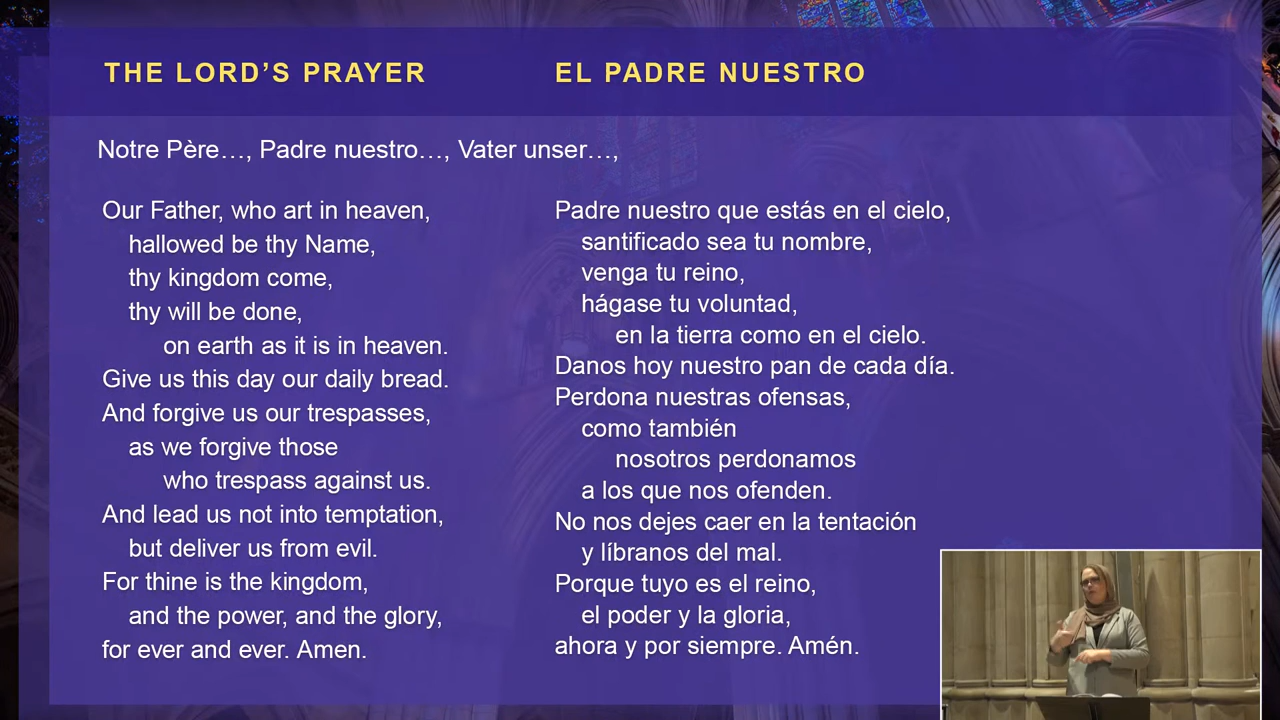 THE LORD’S PRAYER
Notre Père…, Padre nuestro…, Vater unser…,
Our Father, who art in heaven,
hallowed be thy Name,
thy kingdom come,
thy will be done,
on earth as it is in heaven.
Give us this day our daily bread.
And forgive us our trespasses,
as we forgive those
who trespass against us.
And lead us not into temptation,
but deliver us from evil.
For thine is the kingdom,
and the power, and the glory,
for ever and ever. Amen.
EL PADRE NUESTRO
Padre nuestro que estás en el cielo,
santificado sea tu nombre,
venga tu reino,
hágase tu voluntad,
en la tierra como en el cielo.
Danos hoy nuestro pan de cada día.
Perdona nuestras ofensas,
como también
nosotros perdonamos
a los que nos ofenden.
No nos dejes caer en la tentación
y líbranos del mal.
Porque tuyo es el reino,
el poder y la gloria,
ahora y por siempre. Amén.